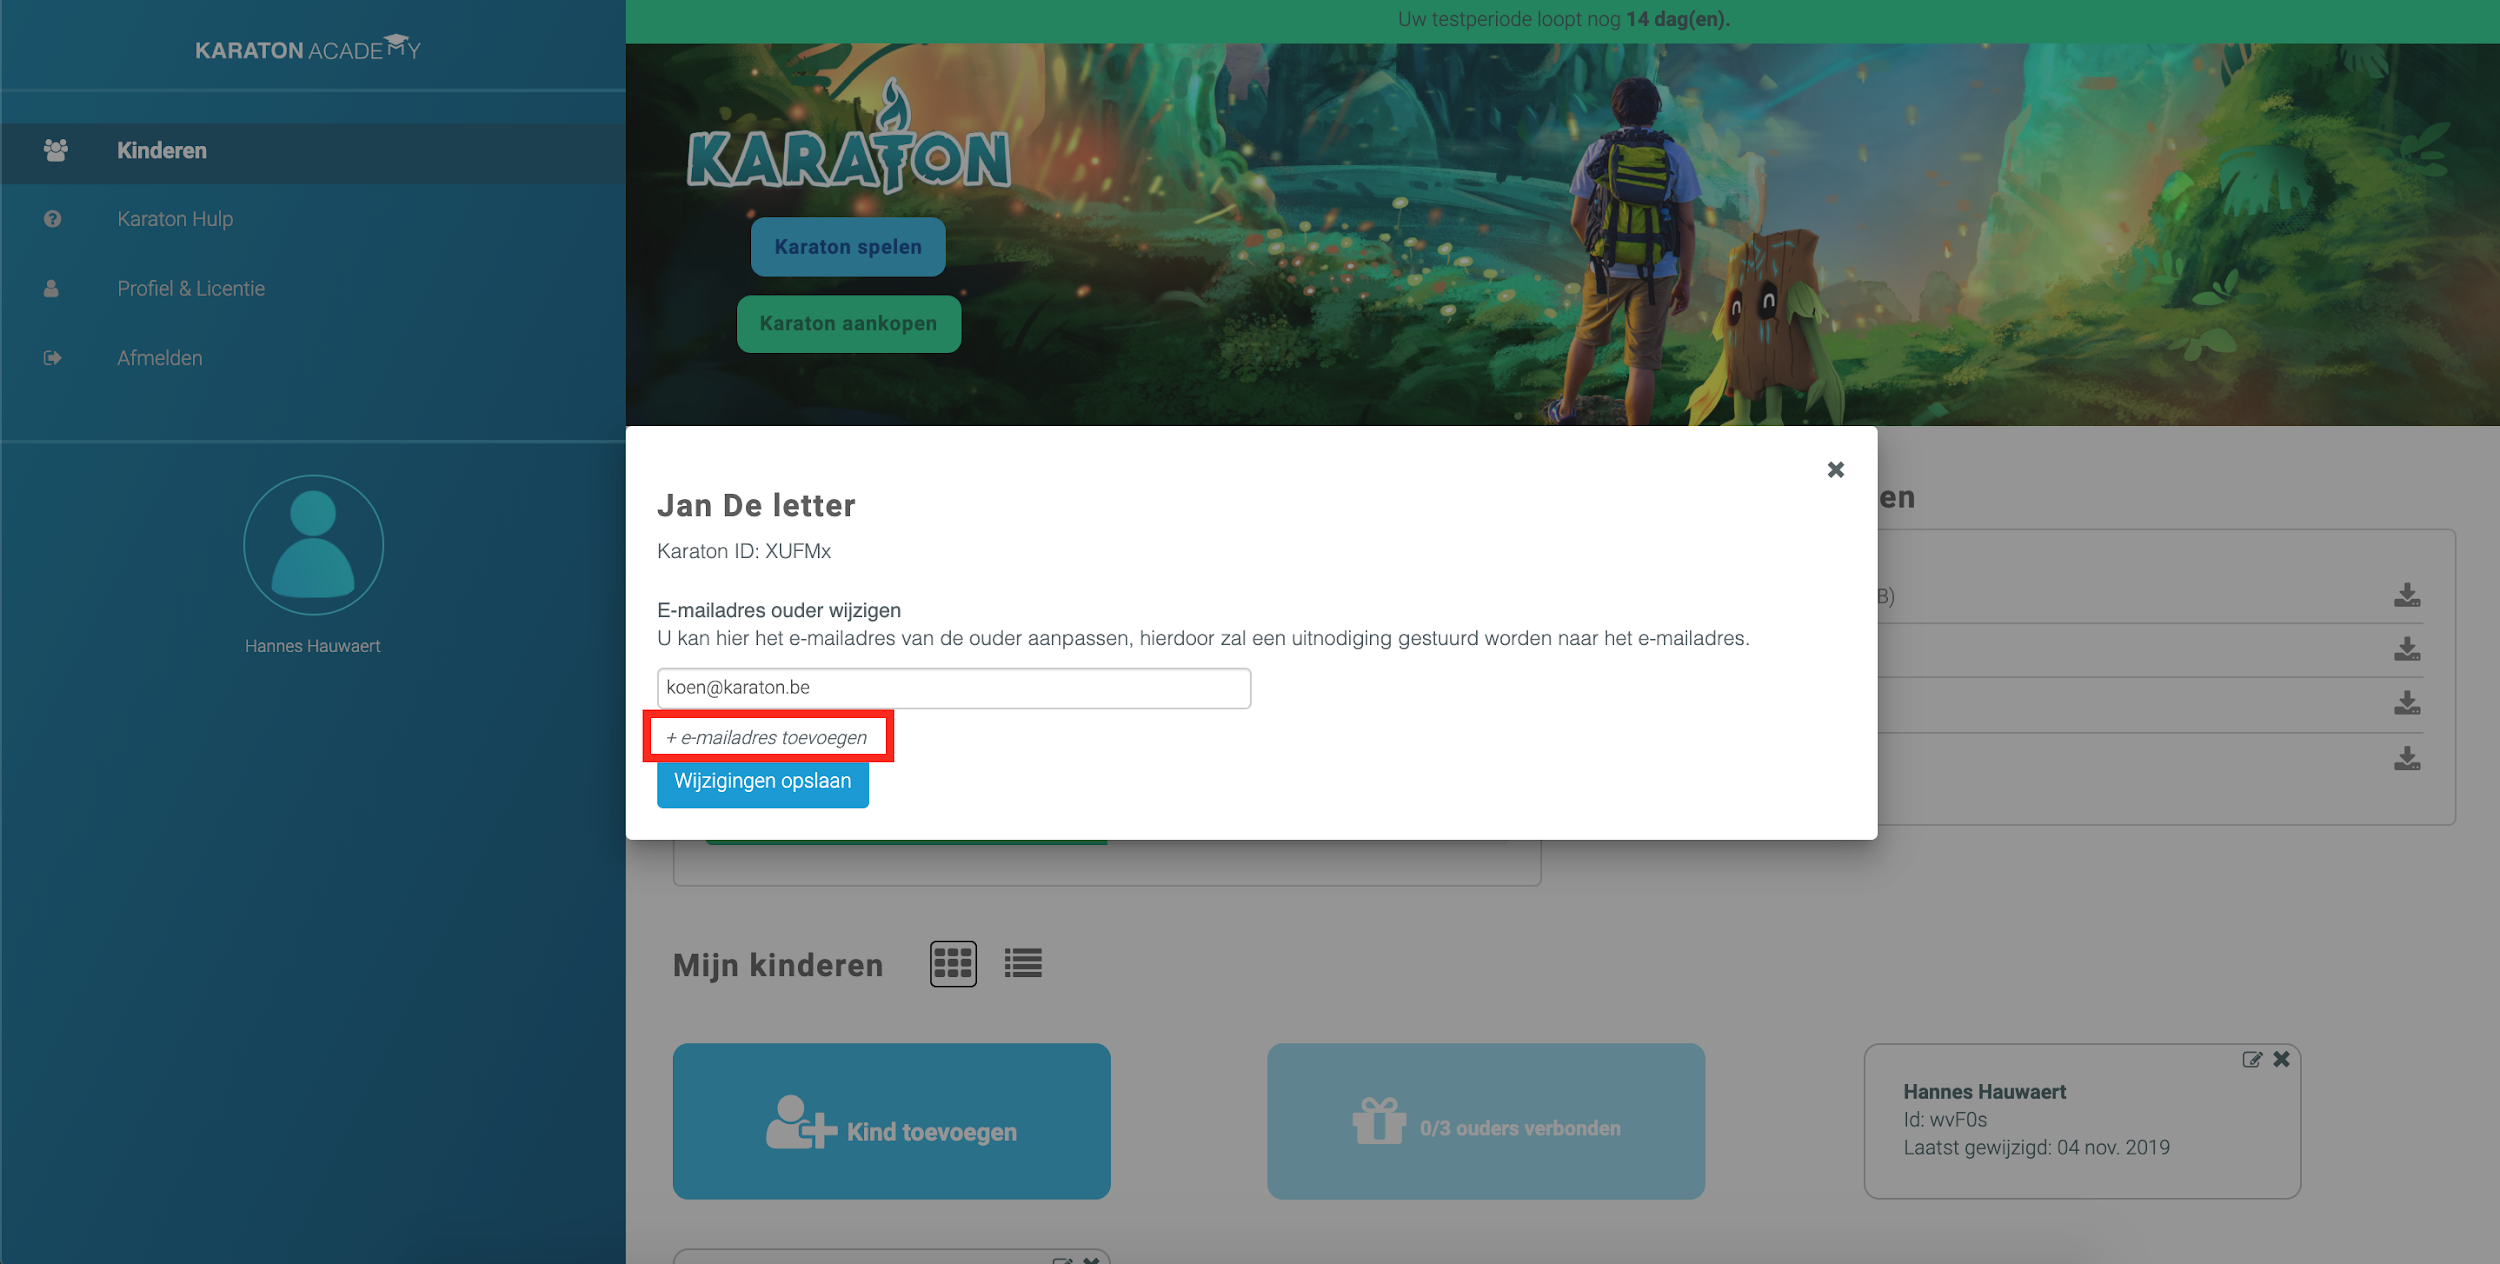 KARATON ACADEMY
Kinderen
Karaton Hulp
Profiel & Licentie
Afmelden
Hannes Hauwaert
Uw testperiode loopt nog 14 dag(en).
KARATON
Karaton spelen
Karaton aankopen
Jan De letter
Karaton ID: XUFMx
E-mailadres ouder wijzigen
U kan hier het e-mailadres van de ouder aanpassen, hierdoor zal een uitnodiging gestuurd worden naar het e-mailadres.
koen@karaton.be
+ e-mailadres toevoegen
Wijzigingen opslaan
en
B)
Mijn kinderen
Kind toevoegen
0/3 ouders verbonden
Hannes Hauwaert
Id: wvF0s
Laatst gewijzigd: 04 nov. 2019